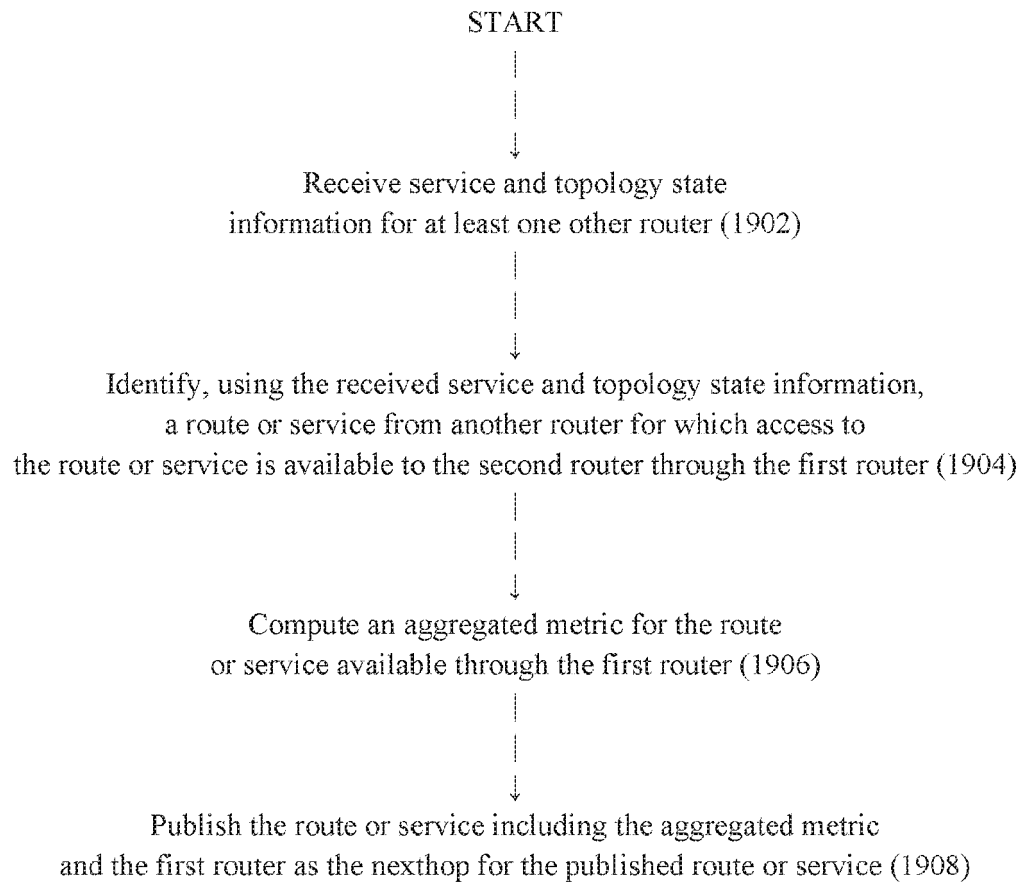 START
Receive service and topology state
information for at least one other router (1902)
Identify, using the received service and topology state information,
a route or service from another router for which access to
the route or service is available to the second router through the first router (1904)
Compute an aggregated metric for the route
or service available through the first router (1906)
Publish the route or service including the aggregated metric
and the first router as the nexthop for the published route or service (1908)